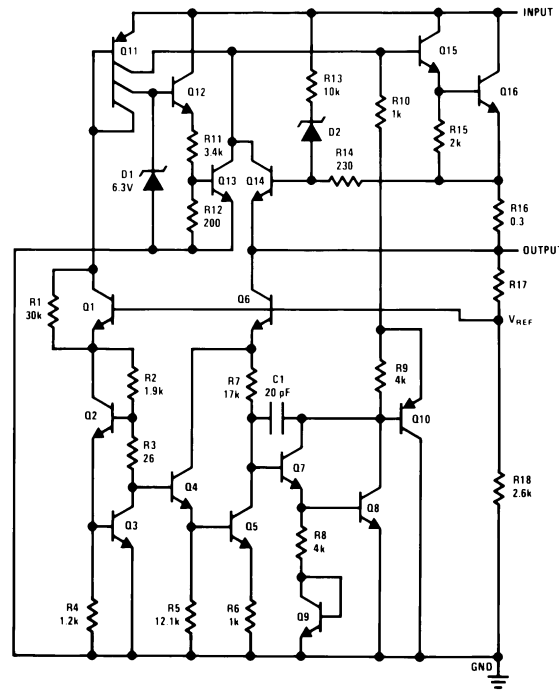 INPUT
Q11
Q12
Q15
Q16
R13
10k
R10
1k
D2
R11
3.4k
R15
2k
R14
230
D1
6.3V
Q13
Q14
R12
200
R16
0.3
OUTPUT
R17
R1
30k
Q1
Q6
VREF
R2
1.9k
R7
17k
C1
20 pF
R9
4k
Q10
Q2
R3
26
Q7
Q4
R18
2.6k
Q3
Q5
Q8
R8
4k
R4
1.2k
R5
12.1k
R6
1k
Q9
GND